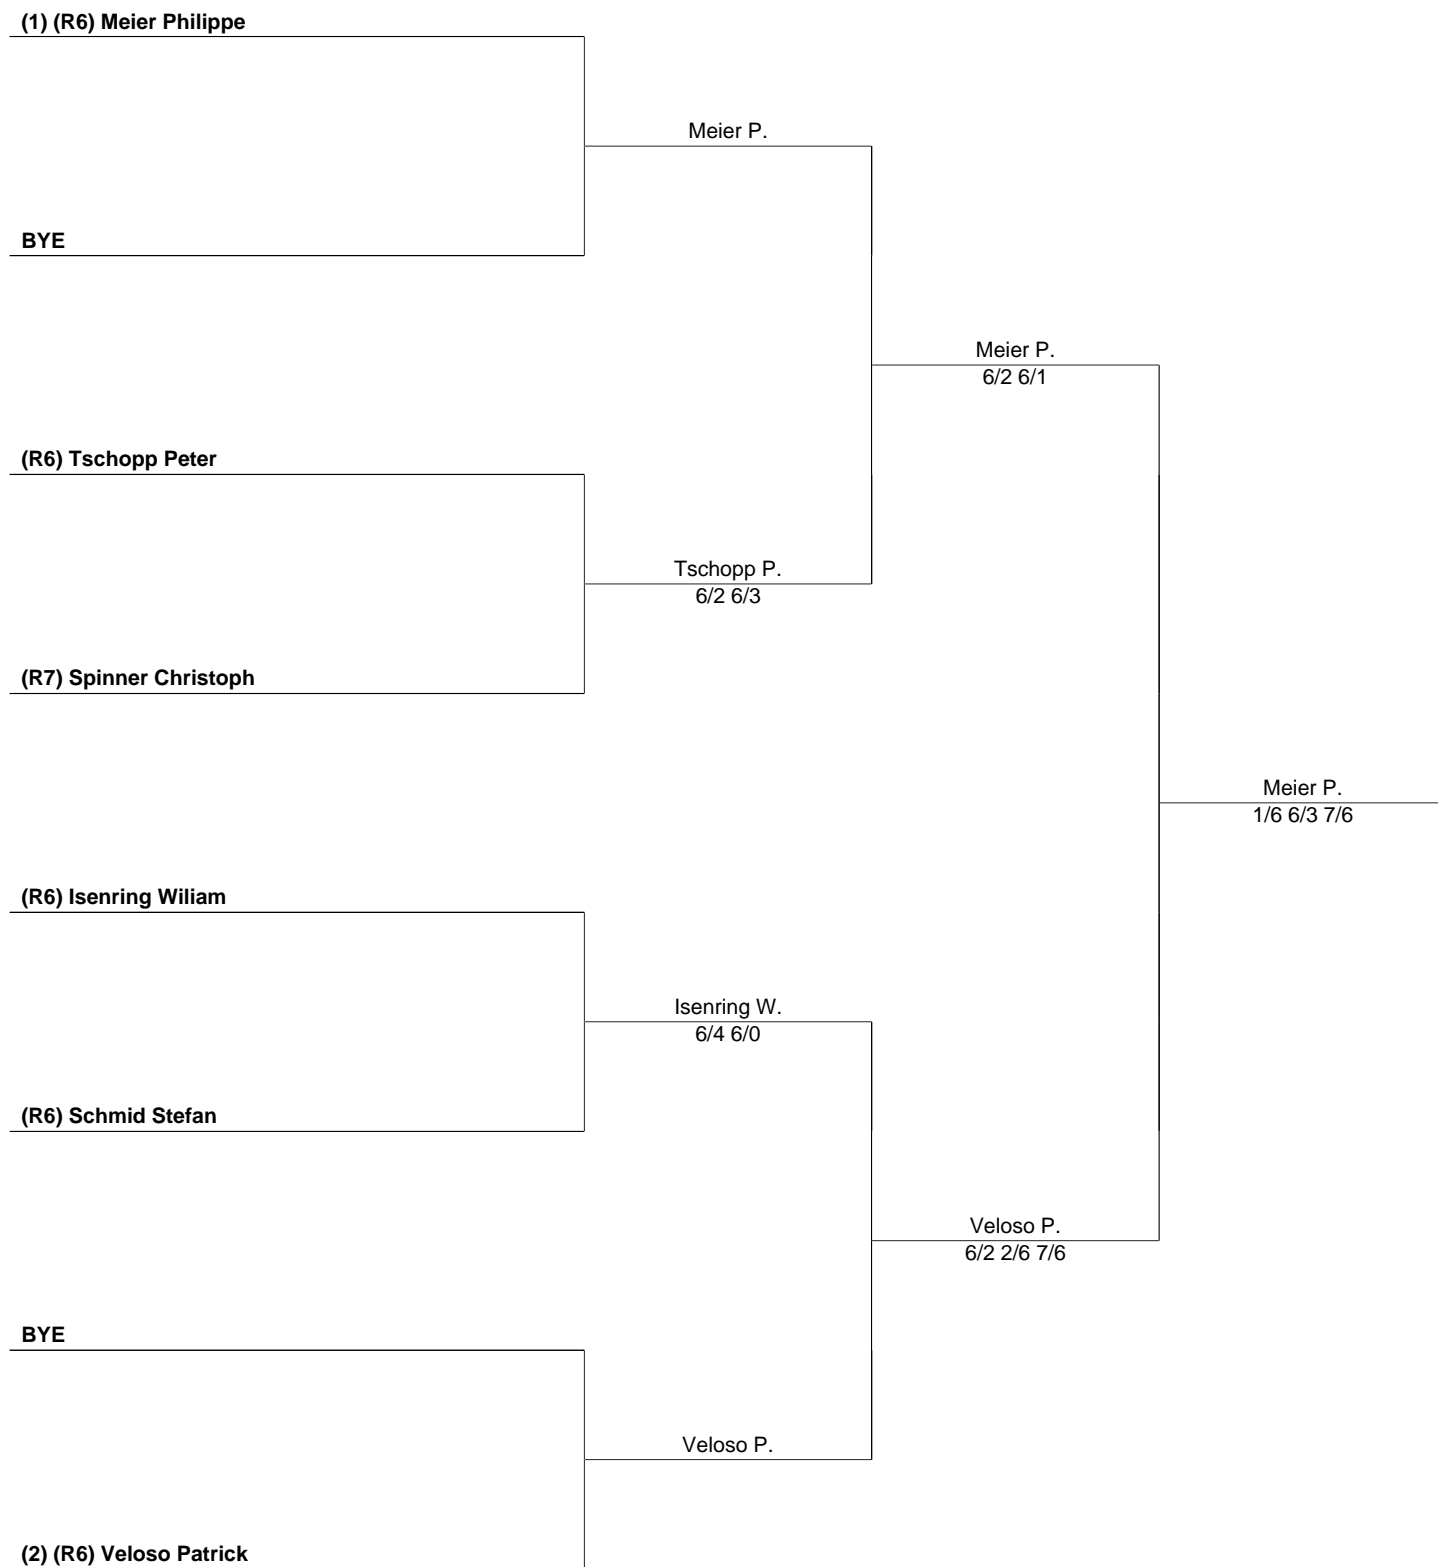 (1) (R6) Meier Philippe
Meier P.
BYE
Meier P.
6/2 6/1
(R6) Tschopp Peter
Tschopp P.
6/2 6/3
(R7) Spinner Christoph
Meier P.
1/6 6/3 7/6
(R6) Isenring Wiliam
Isenring W.
6/4 6/0
(R6) Schmid Stefan
Veloso P.
6/2 2/6 7/6
BYE
Veloso P.
(2) (R6) Veloso Patrick